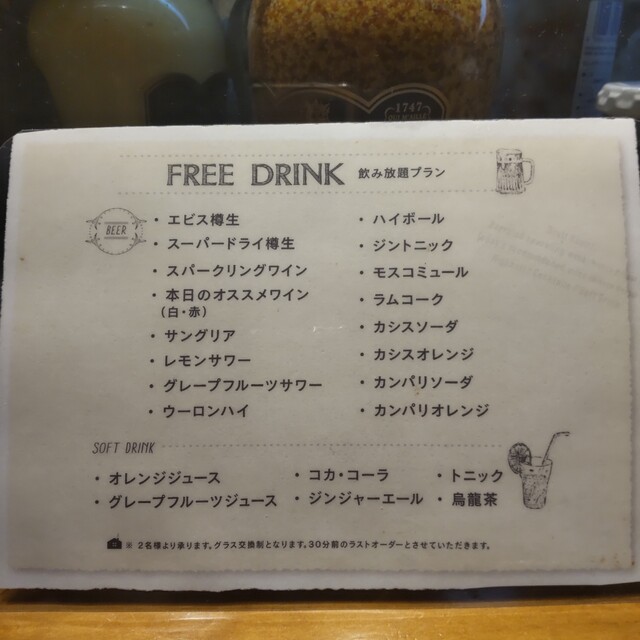 1747
FREE DRINK 飲み放題プラン
BEER
・エビス樽生
・スーパードライ樽生
・スパークリングワイン
・本日のオススメワイン
（白・赤）
・サングリア
・レモンサワー
・グレープフルーツサワー
・ウーロンハイ
・ハイボール
・ジントニック
・モスコミュール
・ラムコーク
・カシスソーダ
・カシスオレンジ
・カンパリソーダ
・カンパリオレンジ
SOFT DRINK
・オレンジジュース ・コカ・コーラ ・トニック
・グレープフルーツジュース ・ジンジャーエール ・烏龍茶
※ 2名様より承ります。グラス交換制となります。30分前のラストオーダーとさせていただきます。